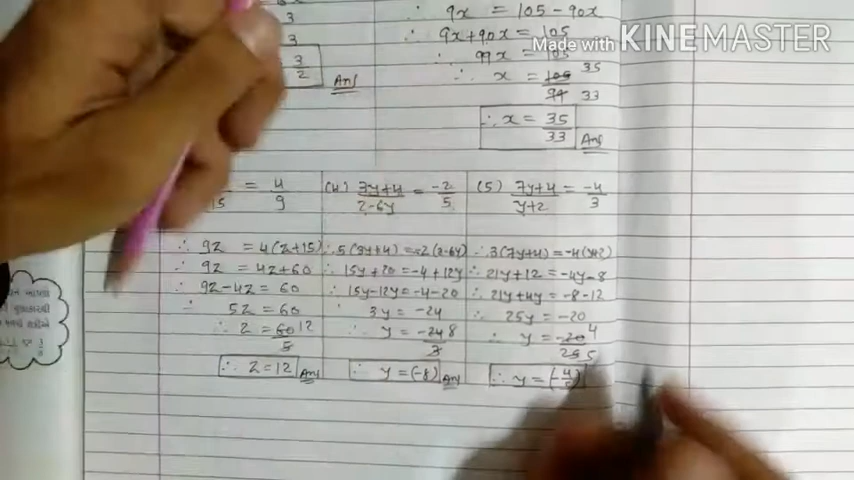 3
3
3/2 Ans
∴ 9x = 105 - 90x
∴ 9x + 90x = 105
∴ 99x = 105
∴ x = 105/99 35 33
∴ x = 35/33 Ans
Made with KINEMASTER
15 = 4/9
∴ 9z = 4(z+15)
∴ 9z = 4z+60
∴ 9z-4z = 60
∴ 5z = 60
∴ z = 60/5 12
∴ z = 12 Ans
(4) 3y+4/2-6y = -2/5
∴ 5(3y+4) = -2(2-6y)
∴ 15y+20 = -4+12y
∴ 15y-12y = -4-20
3y = -24
∴ y = -24/3 8
∴ y = (-8) Ans
(5) 7y+4/y+2 = -4/3
∴ 3(7y+4) = -4(y+2)
∴ 21y+12 = -4y-8
∴ 21y+4y = -8-12
∴ 25y = -20
∴ y = -20/25 4 5
∴ y = (-4/5)